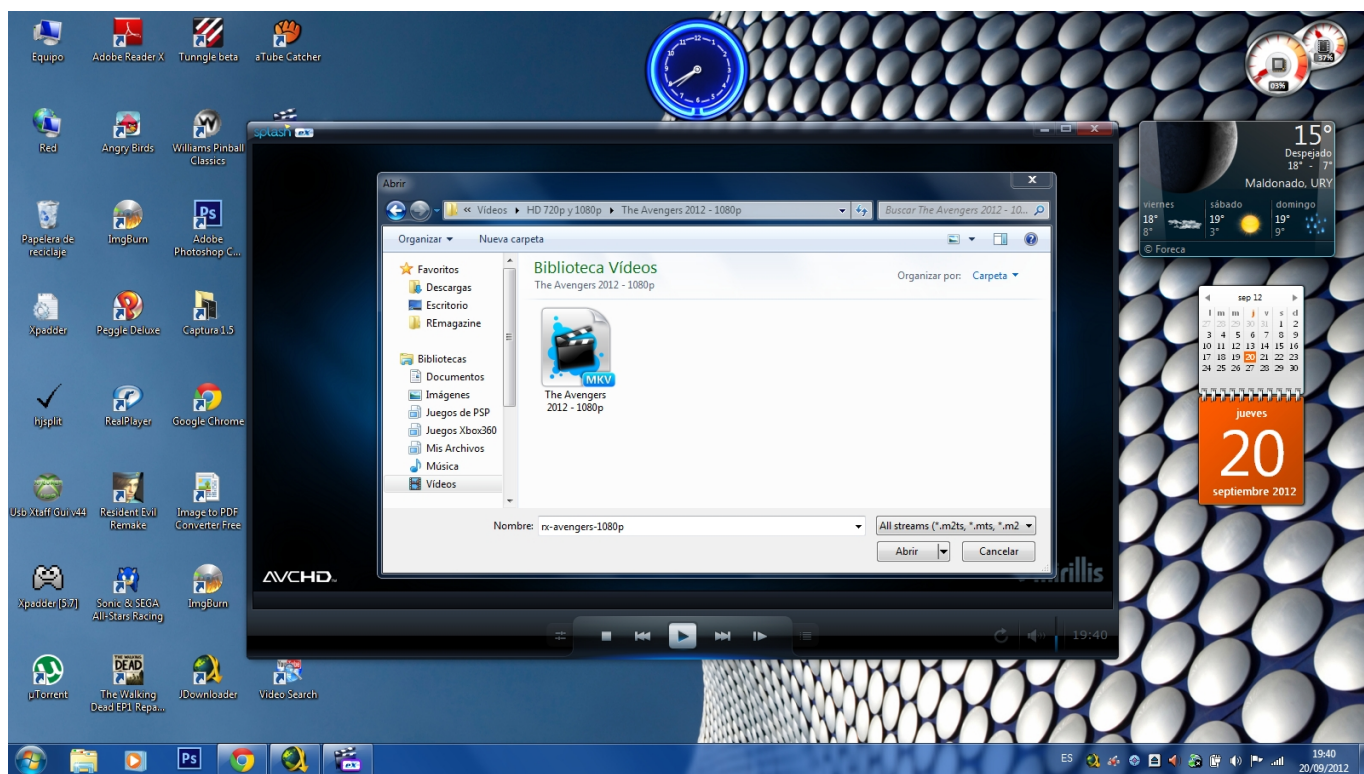 Equipo
Adobe Reader X
Tunngle beta
aTube Catcher
Red
Angry Birds
Williams Pinball
Classics
Papelera de
reciclaje
ImgBurn
Adobe
Photoshop C...
Xpadder
Peggle Deluxe
Captura 1.5
hjsplit
RealPlayer
Google Chrome
Usb Xtaff Gui v44
Resident Evil
Remake
Image to PDF
Converter Free
Xpadder [5.7]
Sonic & SEGA
All-Stars Racing
ImgBurn
µTorrent
The Walking
Dead EP1 Repa...
JDownloader
Video Search
splash EX
Abrir
« Vídeos HD 720p y 1080p The Avengers 2012 - 1080p
Buscar The Avengers 2012 - 10...
Organizar Nueva carpeta
Favoritos
Descargas
Escritorio
REmagazine
Bibliotecas
Documentos
Imágenes
Juegos de PSP
Juegos Xbox360
Mis Archivos
Música
Vídeos
Biblioteca Vídeos
The Avengers 2012 - 1080p
Organizar por: Carpeta
MKV
The Avengers
2012 - 1080p
Nombre: rx-avengers-1080p
All streams (*.m2ts, *.mts, *.m2
Abrir Cancelar
AVCHD
19:40
37%
03%
15°
Despejado
18° - 7°
Maldonado, URY
viernes sábado domingo
18° 19° 19°
8° 3° 9°
© Foreca
sep 12
l m m j v s d
27 28 29 30 31 1 2
3 4 5 6 7 8 9
10 11 12 13 14 15 16
17 18 19 20 21 22 23
24 25 26 27 28 29 30
jueves
20
septiembre 2012
Ps
ES
19:40
20/09/2012